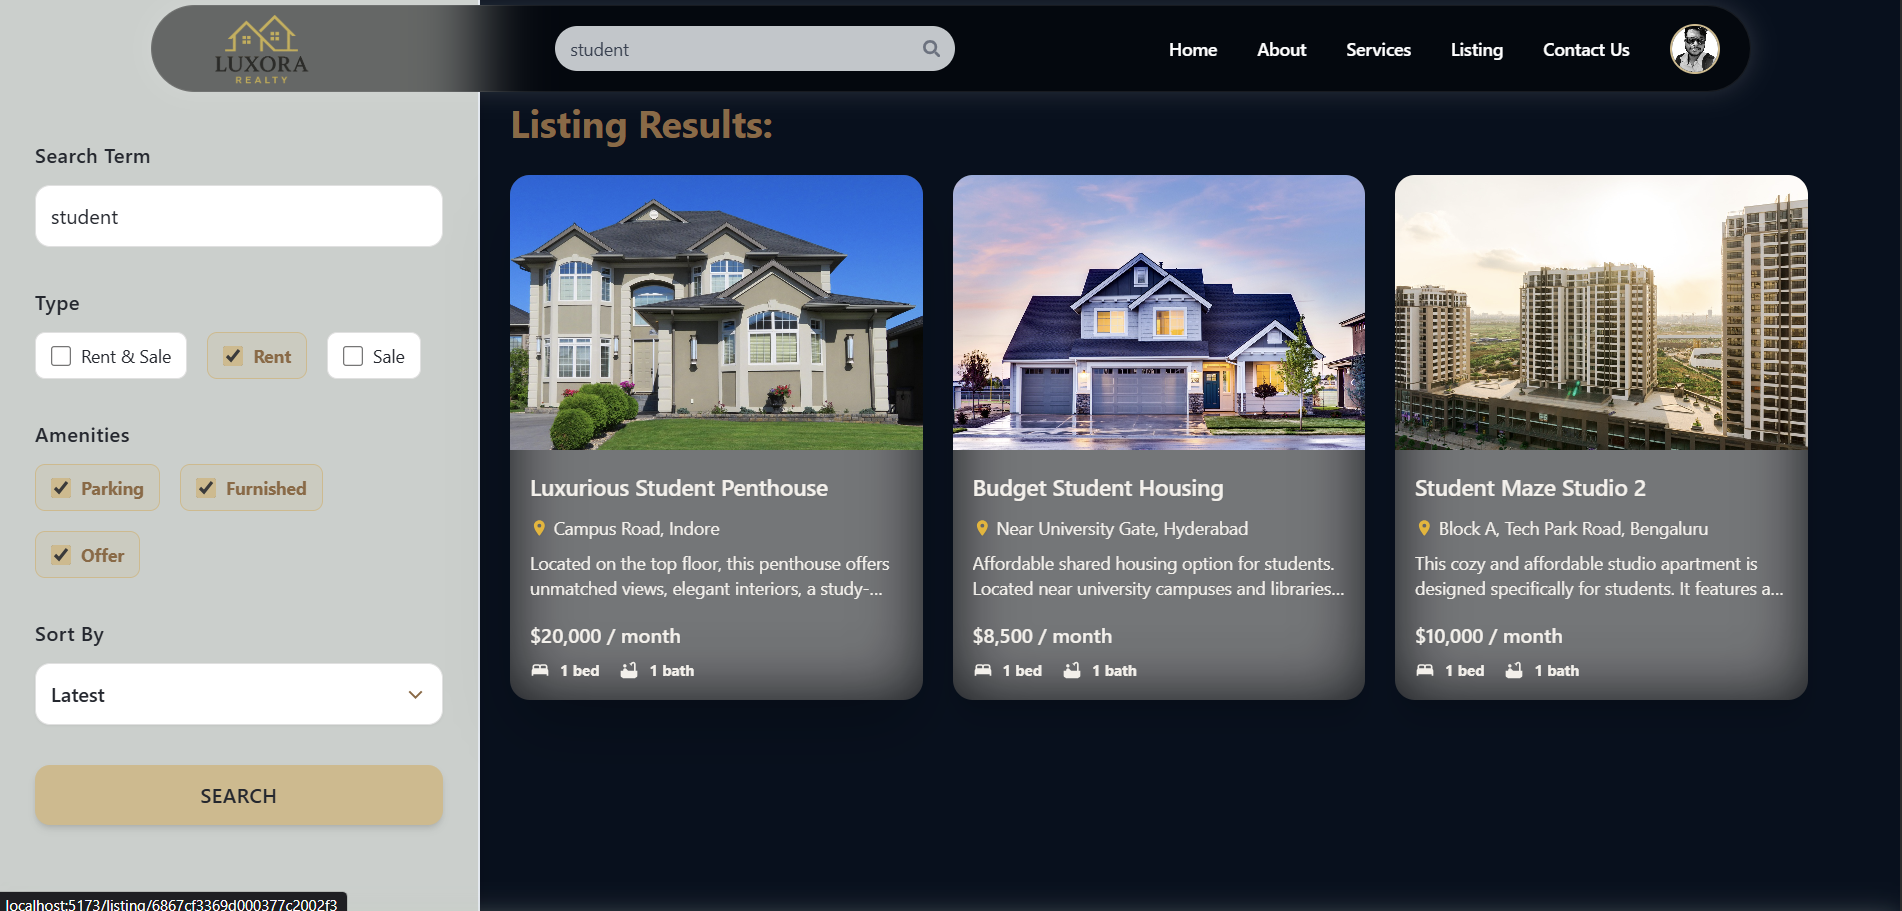 LUXORA
REALTY
student
Home
About
Services
Listing
Contact Us
Search Term
student
Type
Rent & Sale
Rent
Sale
Amenities
Parking
Furnished
Offer
Sort By
Latest
SEARCH
Listing Results:
Luxurious Student Penthouse
Campus Road, Indore
Located on the top floor, this penthouse offers
unmatched views, elegant interiors, a study-...
$20,000 / month
1 bed
1 bath
Budget Student Housing
Near University Gate, Hyderabad
Affordable shared housing option for students.
Located near university campuses and libraries...
$8,500 / month
1 bed
1 bath
Student Maze Studio 2
Block A, Tech Park Road, Bengaluru
This cozy and affordable studio apartment is
designed specifically for students. It features a...
$10,000 / month
1 bed
1 bath
localhost:5173/listing/6867cf3369d000377c2002f3